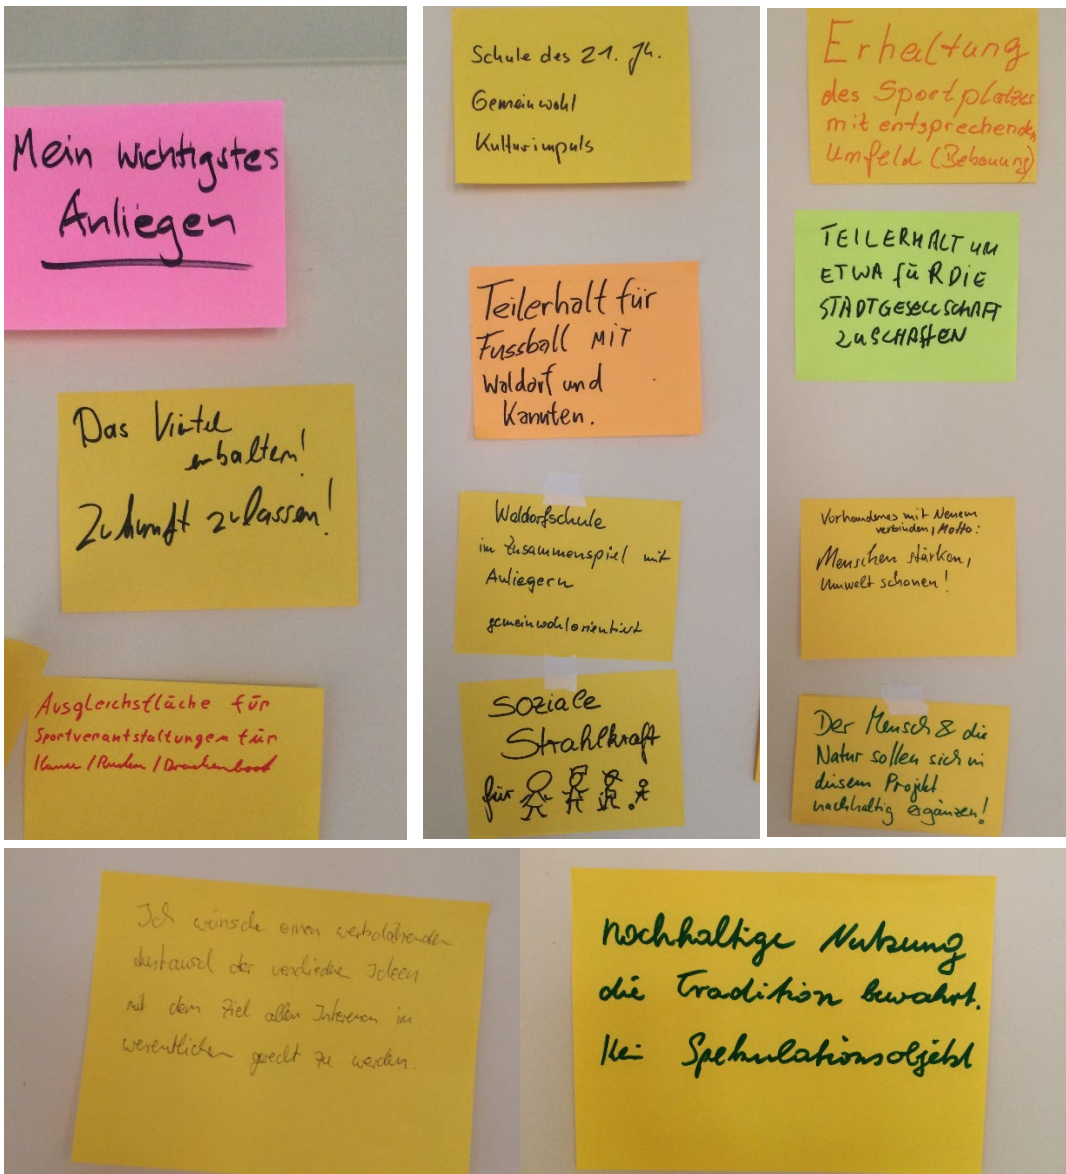 Mein wichtigstes
Anliegen
Das Viertel
erhalten!
Zukunft zulassen!
Ausgleichsfläche für
Sportverantstaltungen für
Kanu / Rudern / Drachenboot
Schule des 21. Jh.
Gemeinwohl
Kulturimpuls
Teilerhalt für
Fussball MIT
Waldorf und
Kanuten.
Waldorfschule
im Zusammenspiel mit
Anliegern
gemeinwohlorientiert
Soziale
Strahlkraft
für
Erhaltung
des Sportplatzes
mit entsprechenden
Umfeld (Bebauung)
TEILERHALT UM
ETWA füR DIE
STADTGESELLSCHAFT
ZU SCHAFFEN
Vorhandenes mit Neuem
verbinden, Motto:
Menschen stärken,
Umwelt schonen!
Der Mensch & die
Natur sollen sich in
diesem Projekt
nachhaltig ergänzen!
Ich wünsche einen wertschätzenden
Austausch der verschiedenen Ideen
mit dem Ziel allen Interessen im
wesentlichen gerecht zu werden.
nachhaltige Nutzung
die Tradition bewahrt.
Kein Spekulationsobjekt